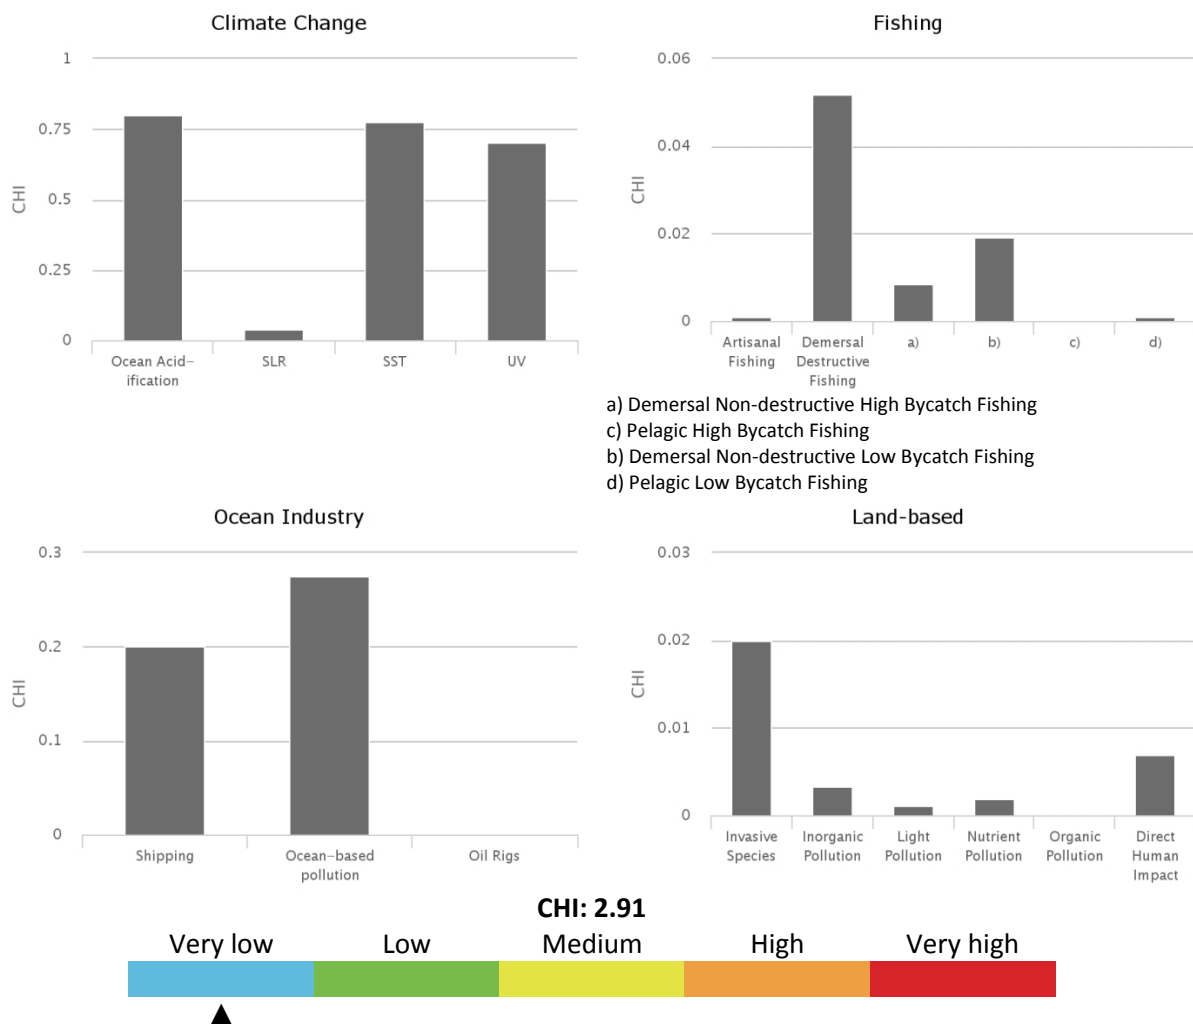 Climate Change
1
0.75
0.5
0.25
0
CHI
Ocean Acid–
ification
SLR
SST
UV
Fishing
0.06
0.04
0.02
0
CHI
Artisanal
Fishing
Demersal
Destructive
Fishing
a)
b)
c)
d)
a) Demersal Non-destructive High Bycatch Fishing
c) Pelagic High Bycatch Fishing
b) Demersal Non-destructive Low Bycatch Fishing
d) Pelagic Low Bycatch Fishing
Ocean Industry
0.3
0.2
0.1
0
CHI
Shipping
Ocean–based
pollution
Oil Rigs
Land-based
0.03
0.02
0.01
0
CHI
Invasive
Species
Inorganic
Pollution
Light
Pollution
Nutrient
Pollution
Organic
Pollution
Direct
Human
Impact
CHI: 2.91
Very low
Low
Medium
High
Very high